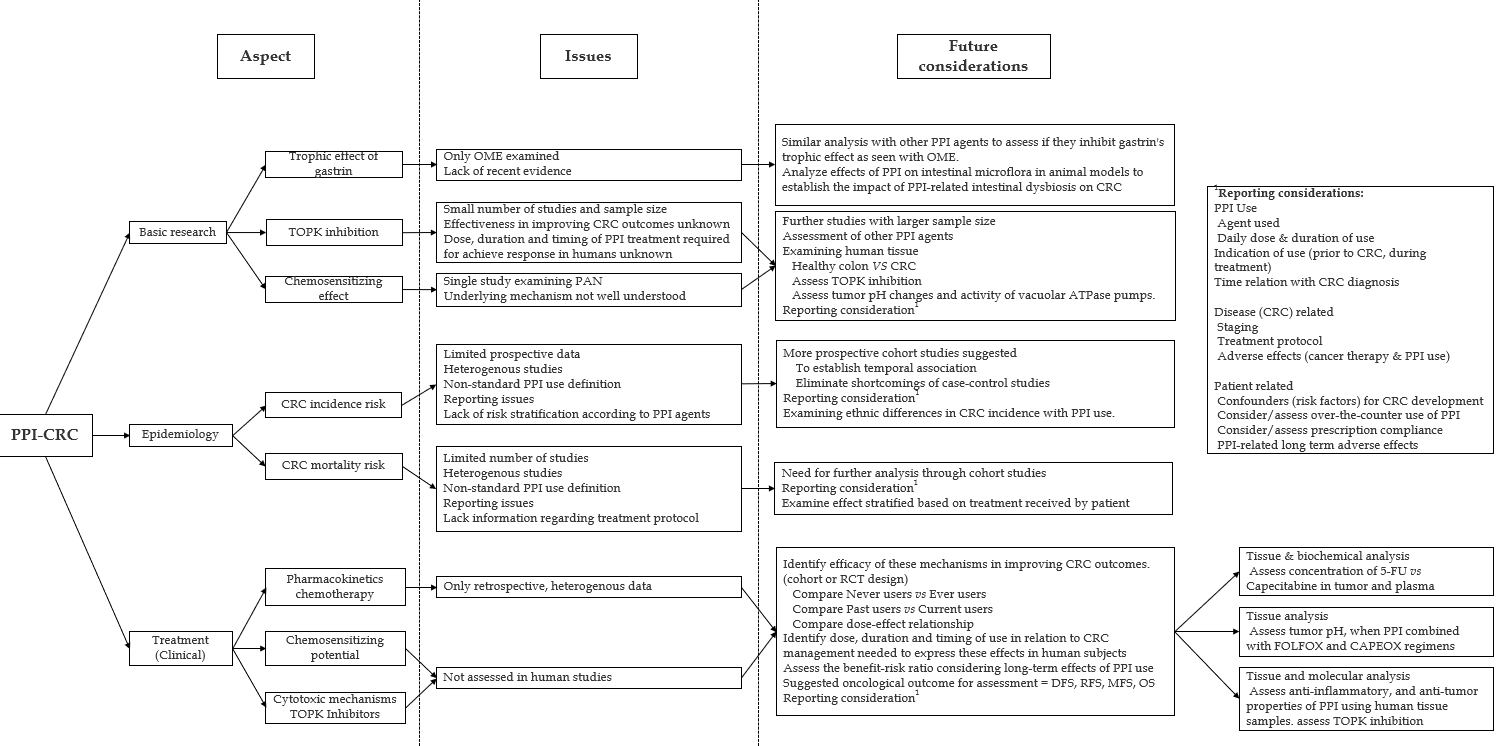 Aspect
Issues
Future
considerations
PPI-CRC
Basic research
Trophic effect of
gastrin
Only OME examined
Lack of recent evidence
Similar analysis with other PPI agents to assess if they inhibit gastrin's
trophic effect as seen with OME.
Analyze effects of PPI on intestinal microflora in animal models to
establish the impact of PPI-related intestinal dysbiosis on CRC
TOPK inhibition
Small number of studies and sample size
Effectiveness in improving CRC outcomes unknown
Dose, duration and timing of PPI treatment required
for achieve response in humans unknown
Chemosensitizing
effect
Single study examining PAN
Underlying mechanism not well understood
Further studies with larger sample size
Assessment of other PPI agents
Examining human tissue
Healthy colon VS CRC
Assess TOPK inhibition
Assess tumor pH changes and activity of vacuolar ATPase pumps.
Reporting consideration1
Epidemiology
CRC incidence risk
Limited prospective data
Heterogenous studies
Non-standard PPI use definition
Reporting issues
Lack of risk stratification according to PPI agents
More prospective cohort studies suggested
To establish temporal association
Eliminate shortcomings of case-control studies
Reporting consideration1
Examining ethnic differences in CRC incidence with PPI use.
CRC mortality risk
Limited number of studies
Heterogenous studies
Non-standard PPI use definition
Reporting issues
Lack information regarding treatment protocol
Need for further analysis through cohort studies
Reporting consideration1
Examine effect stratified based on treatment received by patient
Treatment
(Clinical)
Pharmacokinetics
chemotherapy
Only retrospective, heterogenous data
Chemosensitizing
potential
Cytotoxic mechanisms
TOPK Inhibitors
Not assessed in human studies
Identify efficacy of these mechanisms in improving CRC outcomes.
(cohort or RCT design)
Compare Never users vs Ever users
Compare Past users vs Current users
Compare dose-effect relationship
Identify dose, duration and timing of use in relation to CRC
management needed to express these effects in human subjects
Assess the benefit-risk ratio considering long-term effects of PPI use
Suggested oncological outcome for assessment = DFS, RFS, MFS, OS
Reporting consideration1
1Reporting considerations:
PPI Use
Agent used
Daily dose & duration of use
Indication of use (prior to CRC, during
treatment)
Time relation with CRC diagnosis
Disease (CRC) related
Staging
Treatment protocol
Adverse effects (cancer therapy & PPI use)
Patient related
Confounders (risk factors) for CRC development
Consider/assess over-the-counter use of PPI
Consider/assess prescription compliance
PPI-related long term adverse effects
Tissue & biochemical analysis
Assess concentration of 5-FU vs
Capecitabine in tumor and plasma
Tissue analysis
Assess tumor pH, when PPI combined
with FOLFOX and CAPEOX regimens
Tissue and molecular analysis
Assess anti-inflammatory, and anti-tumor
properties of PPI using human tissue
samples. assess TOPK inhibition